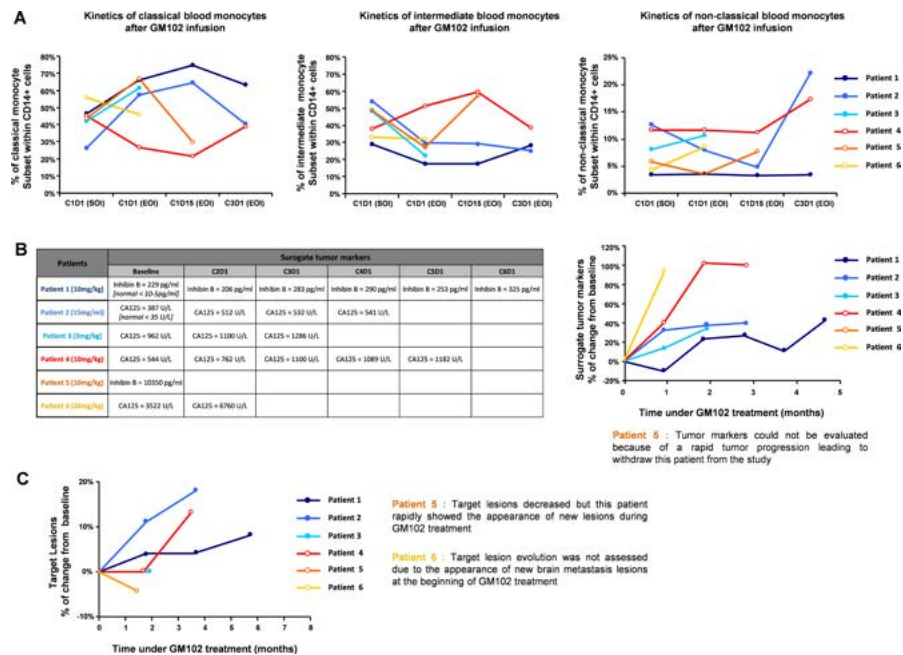 A
Kinetics of classical blood monocytes
after GM102 infusion
Kinetics of intermediate blood monocytes
after GM102 infusion
Kinetics of non-classical blood monocytes
after GM102 infusion
% of classical monocyte
Subset within CD14+ cells
80%
70%
60%
50%
40%
30%
20%
10%
0%
C1D1 (SOI) C1D1 (EOI) C1D15 (EOI) C3D1 (EOI)
% of intermediate monocyte
Subset within CD14+ cells
80%
70%
60%
50%
40%
30%
20%
10%
0%
C1D1 (SOI) C1D1 (EOI) C1D15 (EOI) C3D1 (EOI)
% of non-classical monocyte
Subset within CD14+ cells
25%
20%
15%
10%
5%
0%
C1D1 (SOI) C1D1 (EOI) C1D15 (EOI) C3D1 (EOI)
Patient 1
Patient 2
Patient 3
Patient 4
Patient 5
Patient 6
B
Patients Surogate tumor markers
Baseline C2D1 C3D1 C4D1 C5D1 C6D1
Patient 1 (10mg/kg) Inhibin B = 229 pg/ml [normal < 10-5pg/ml] Inhibin B = 206 pg/ml Inhibin B = 283 pg/ml Inhibin B = 290 pg/ml Inhibin B = 253 pg/ml Inhibin B = 325 pg/ml
Patient 2 (15mg/ml) CA125 = 387 U/L [normal < 35 U/L] CA125 = 512 U/L CA125 = 532 U/L CA125 = 541 U/L
Patient 3 (3mg/kg) CA125 = 962 U/L CA125 = 1100 U/L CA125 = 1286 U/L
Patient 4 (10mg/kg) CA125 = 544 U/L CA125 = 762 U/L CA125 = 1100 U/L CA125 = 1089 U/L CA125 = 1182 U/L
Patient 5 (10mg/kg) Inhibin B = 10350 pg/ml
Patient 6 (20mg/kg) CA125 = 3522 U/L CA125 = 6760 U/L
Surrogate tumor markers
% of change from baseline
120%
100%
80%
60%
40%
20%
0%
20%
0 1 2 3 4 5
Time under GM102 treatment (months)
Patient 1
Patient 2
Patient 3
Patient 4
Patient 5
Patient 6
Patient 5 : Tumor markers could not be evaluated
because of a rapid tumor progression leading to
withdraw this patient from the study
C
Target Lesions
% of change from baseline
20%
10%
0%
-10%
0 1 2 3 4 5 6 7 8
Time under GM102 treatment (months)
Patient 1
Patient 2
Patient 3
Patient 4
Patient 5
Patient 6
Patient 5 : Target lesions decreased but this patient
rapidly showed the appearance of new lesions during
GM102 treatment
Patient 6 : Target lesion evolution was not assessed
due to the appearance of new brain metastasis lesions
at the beginning of GM102 treatment